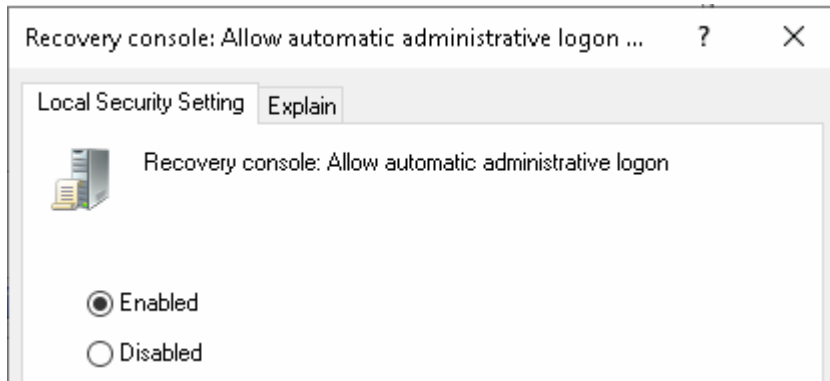 Recovery console: Allow automatic administrative logon ... ? ×
Local Security Setting Explain
Recovery console: Allow automatic administrative logon
Enabled
Disabled